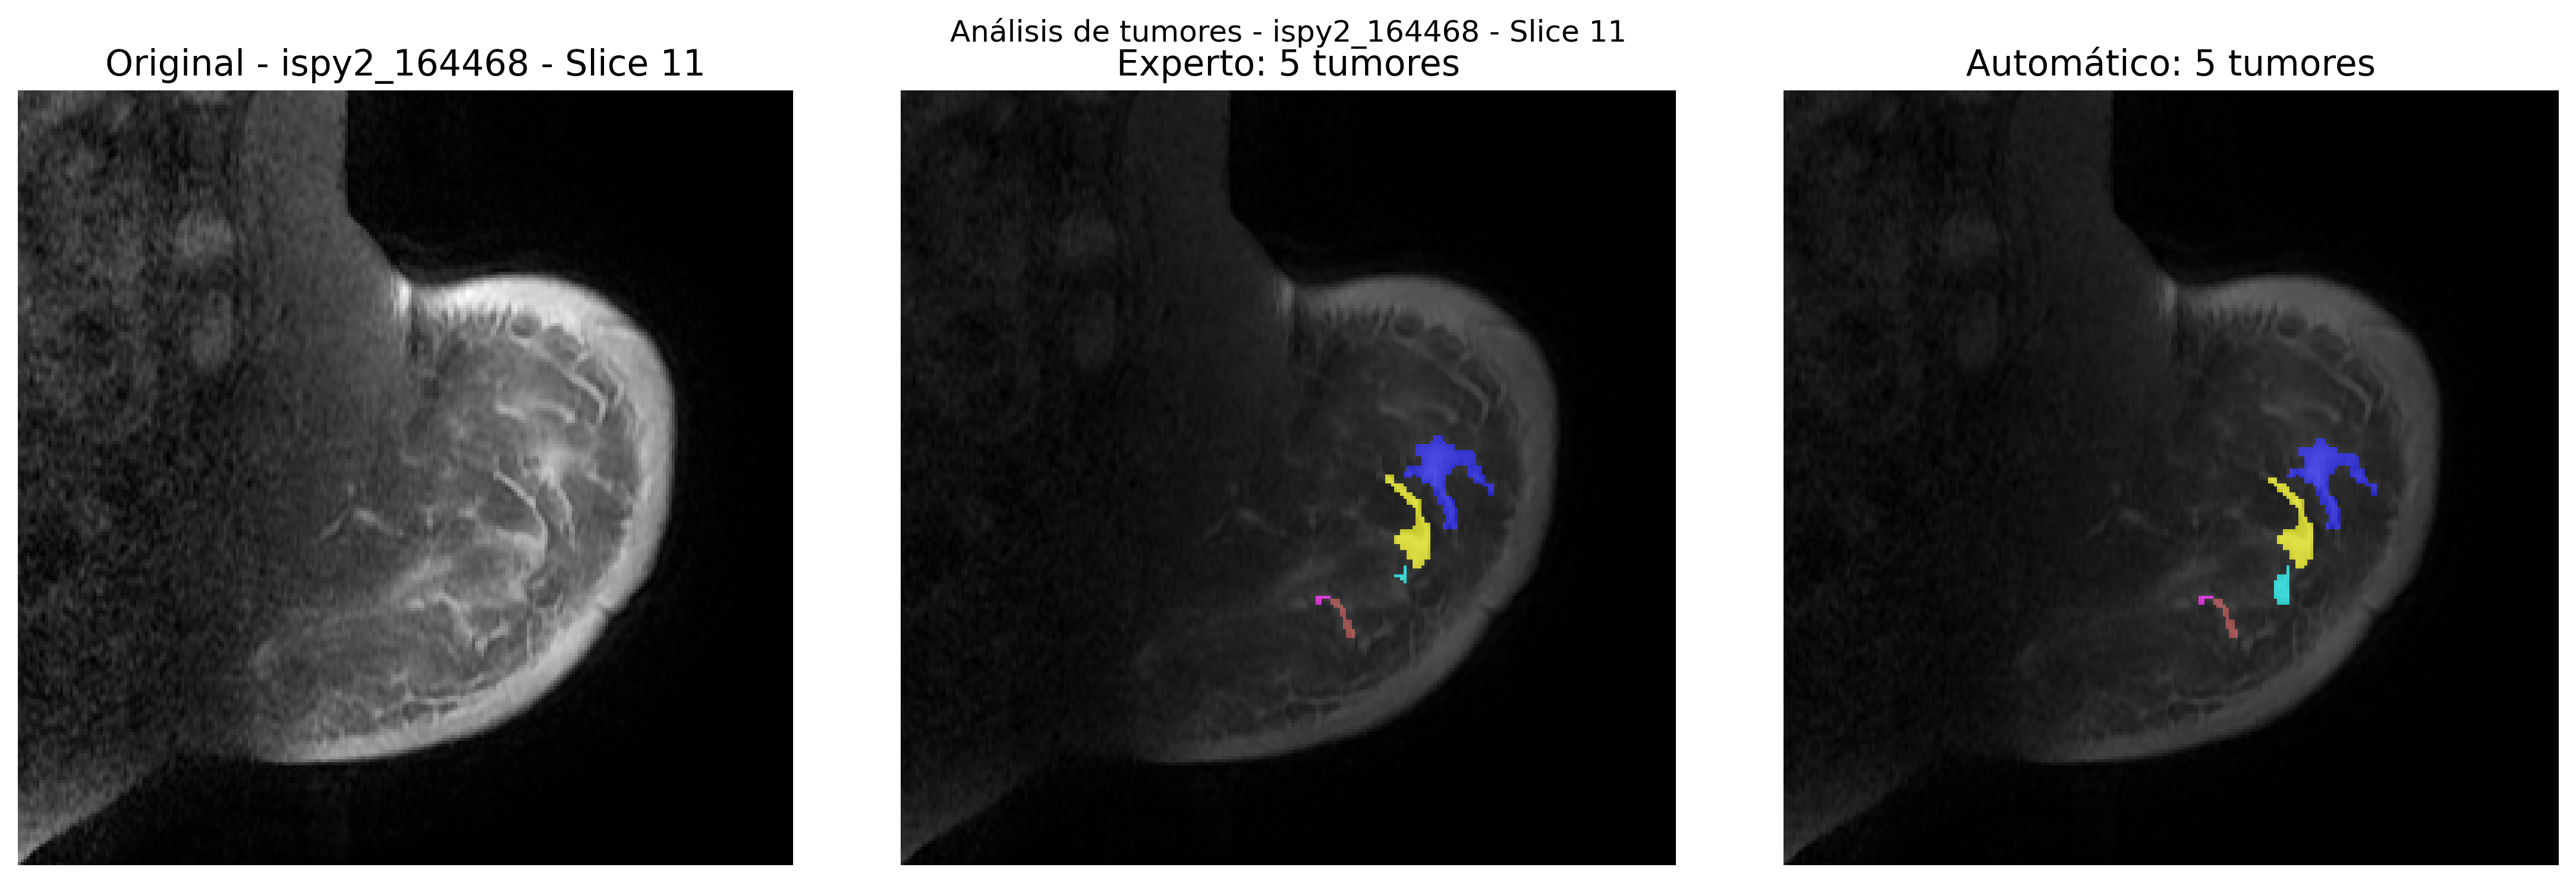 Análisis de tumores - ispy2_164468 - Slice 11
Original - ispy2_164468 - Slice 11
Experto: 5 tumores
Automático: 5 tumores